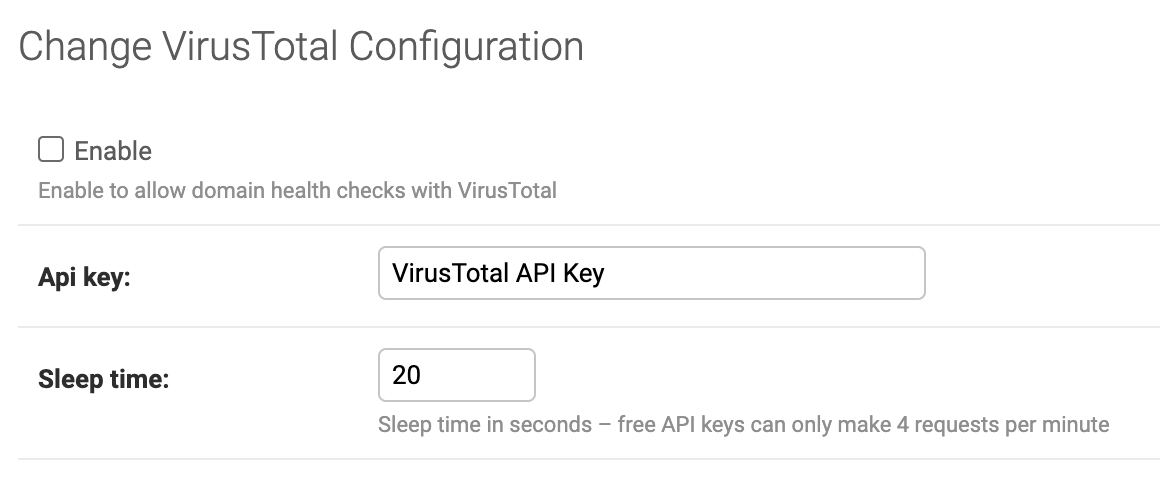 Change VirusTotal Configuration
Enable
Enable to allow domain health checks with VirusTotal
Api key:
VirusTotal API Key
Sleep time:
20
Sleep time in seconds – free API keys can only make 4 requests per minute